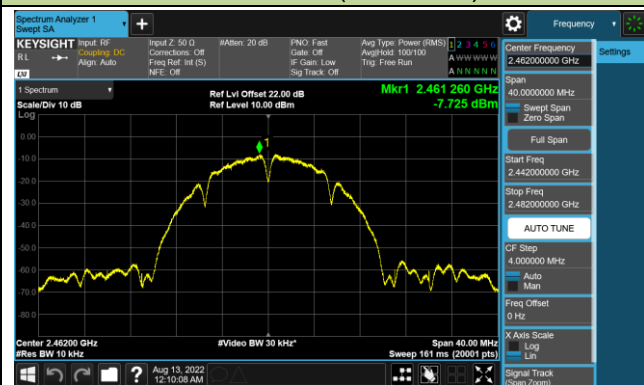 Spectrum Analyzer 1
Swept SA
Frequency
KEYSIGHT
RL
LXI
Input: RF
Coupling: DC
Align: Auto
Input Z: 50 Ω
Corrections: Off
Freq Ref: Int (S)
NFE: Off
#Atten: 20 dB
PNO: Fast
Gate: Off
IF Gain: Low
Sig Track: Off
Avg Type: Power (RMS)
Avg|Hold: 100/100
Trig: Free Run
1 2 3 4 5 6
A W W W W W
A N N N N N
Center Frequency
2.462000000 GHz
Settings
Span
40.0000000 MHz
Swept Span
Zero Span
Full Span
Start Freq
2.442000000 GHz
Stop Freq
2.482000000 GHz
AUTO TUNE
CF Step
4.000000 MHz
Auto
Man
Freq Offset
0 Hz
X Axis Scale
Log
Lin
Signal Track
(Span Zoom)
1 Spectrum
Scale/Div 10 dB
Log
Ref Lvl Offset 22.00 dB
Ref Level 10.00 dBm
Mkr1 2.461 260 GHz
-7.725 dBm
1
0.00
-10.0
-20.0
-30.0
-40.0
-50.0
-60.0
-70.0
-80.0
Center 2.46200 GHz
#Res BW 10 kHz
#Video BW 30 kHz*
Span 40.00 MHz
Sweep 161 ms (20001 pts)
Aug 13, 2022
12:10:08 AM